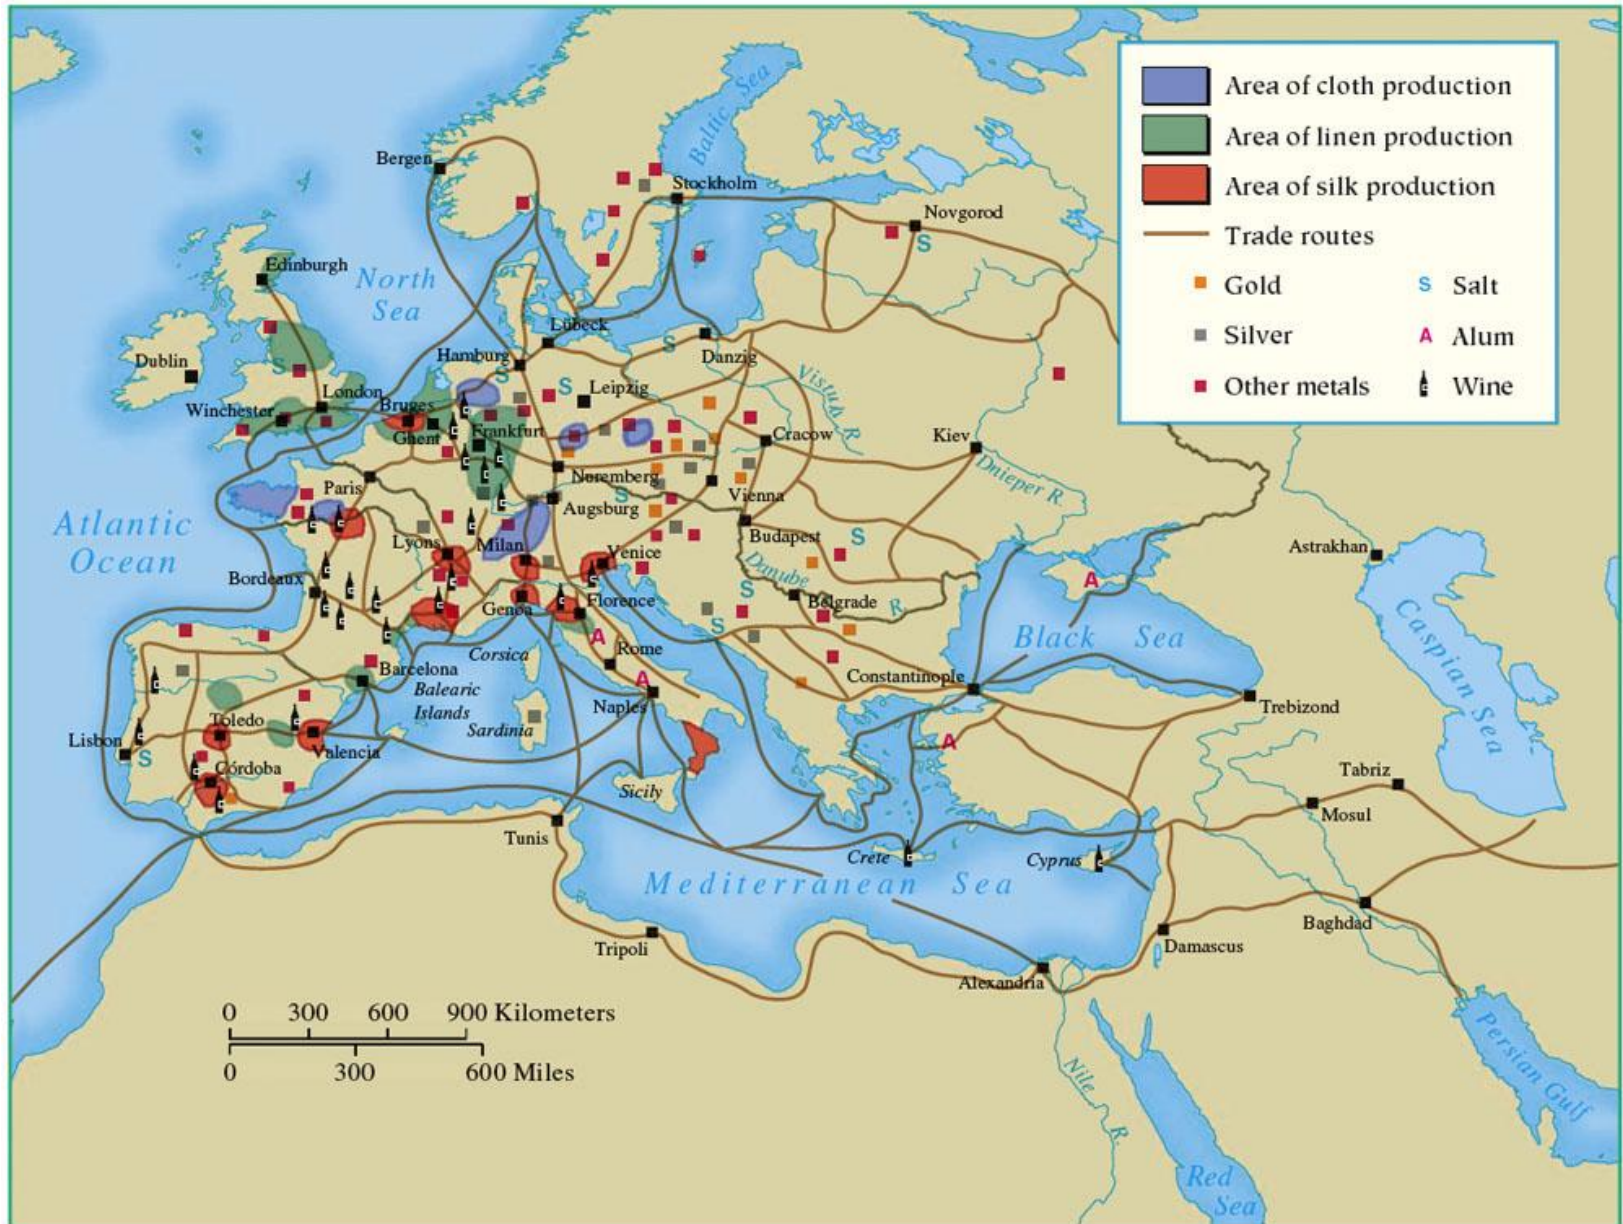 Area of cloth production
Area of linen production
Area of silk production
Trade routes
Gold
S Salt
Silver
A Alum
Other metals
Wine
Baltic Sea
Bergen
Stockholm
Novgorod
S
Edinburgh
North
Sea
Lübeck
Hamburg
S
Danzig
Dublin
S
S
S
Leipzig
Vistula R.
London
Winchester
Bruges
Ghent
Frankfurt
Cracow
Kiev
Dnieper R.
Nuremberg
Paris
S
Vienna
Augsburg
Atlantic
Ocean
Budapest
S
Lyons
Milan
Venice
Astrakhan
Bordeaux
Danube
R.
S
A
Belgrade
Genoa
Florence
A
S
Black Sea
Caspian Sea
Corsica
Rome
Barcelona
Balearic
Islands
A
Naples
Constantinople
Trebizond
Toledo
Sardinia
Lisbon
S
Valencia
A
Córdoba
Tabriz
Sicily
Mosul
Tunis
Crete
Cyprus
Mediterranean Sea
Baghdad
Tripoli
Damascus
Alexandria
0 300 600 900 Kilometers
0 300 600 Miles
Nile R.
Persian Gulf
Red
Sea